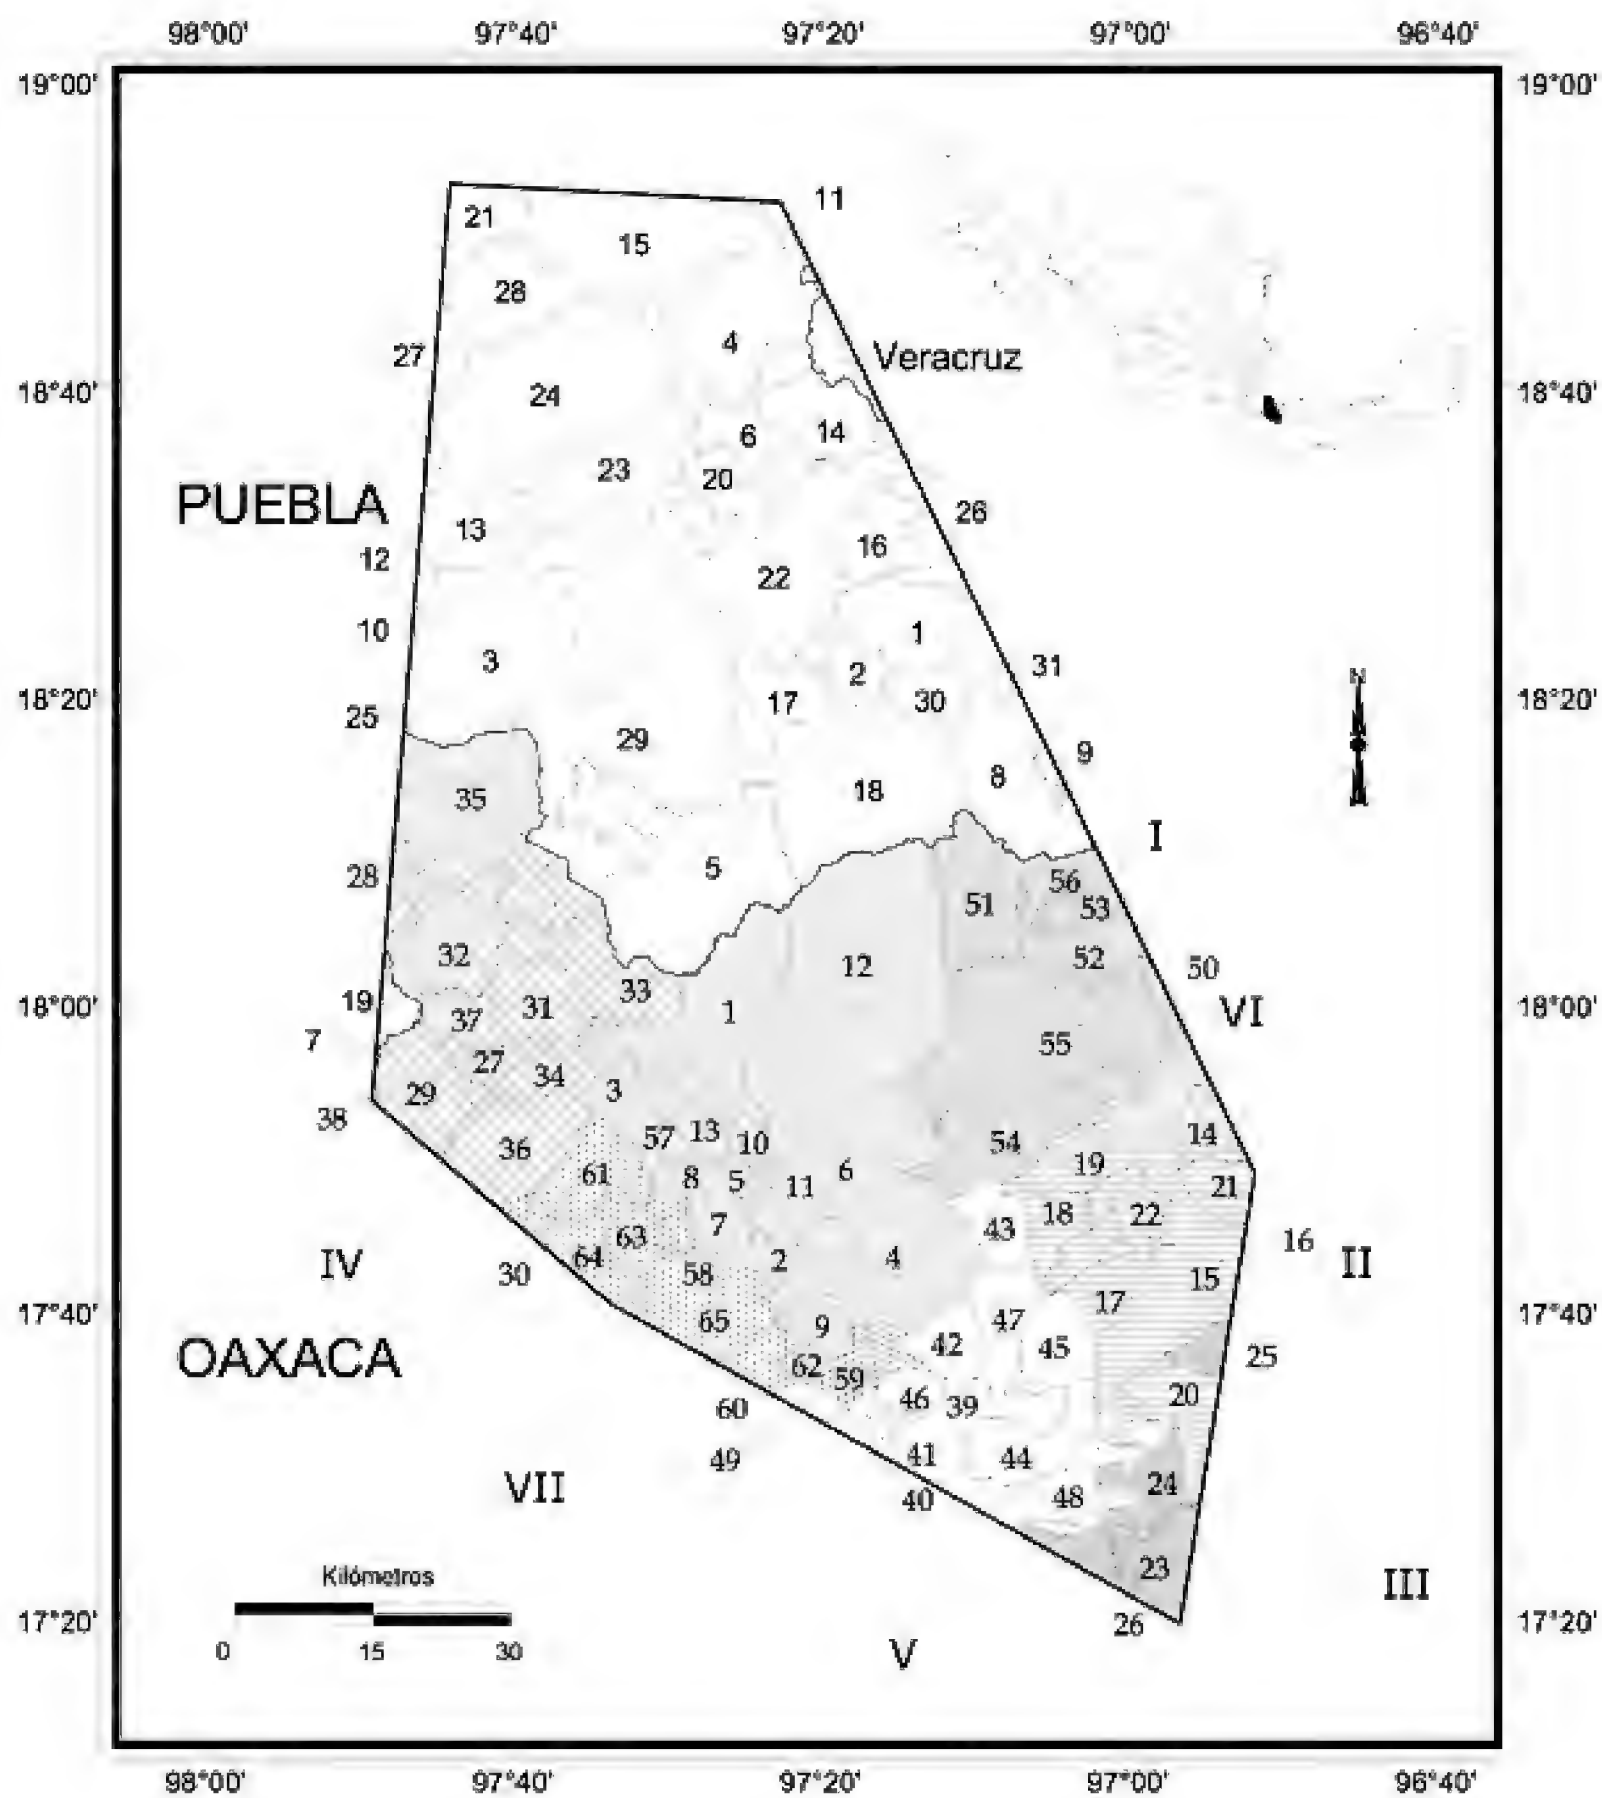 98°00' 97°40' 97°20' 97°00' 96°40'
19°00' 19°00'
11
21
15
28
4
27 Veracruz
18°40' 24 18°40'
6 14
23 20
PUEBLA 26
13 16
12
22
10 1
3 2 31
18°20' 17 30 18°20'
25
29 9
8
35 18
I
5
28 56
51 53
32 12 52 50
19 33
18°00' 37 31 1 VI 18°00'
7 55
27 34
29 3
38 13 14
57 10 54
36 19
61 8 5 11 6 21
7 43 18 22
63 16
IV 64 2 4 II
30 58 15
17
17°40' 65 9 47 17°40'
OAXACA 42 45 25
62 59
46 39 20
60
49 41 44
VII 40 48 24
Kilómetros 23 III
17°20' 26 17°20'
0 15 30 V
98°00' 97°40' 97°20' 97°00' 96°40'
N